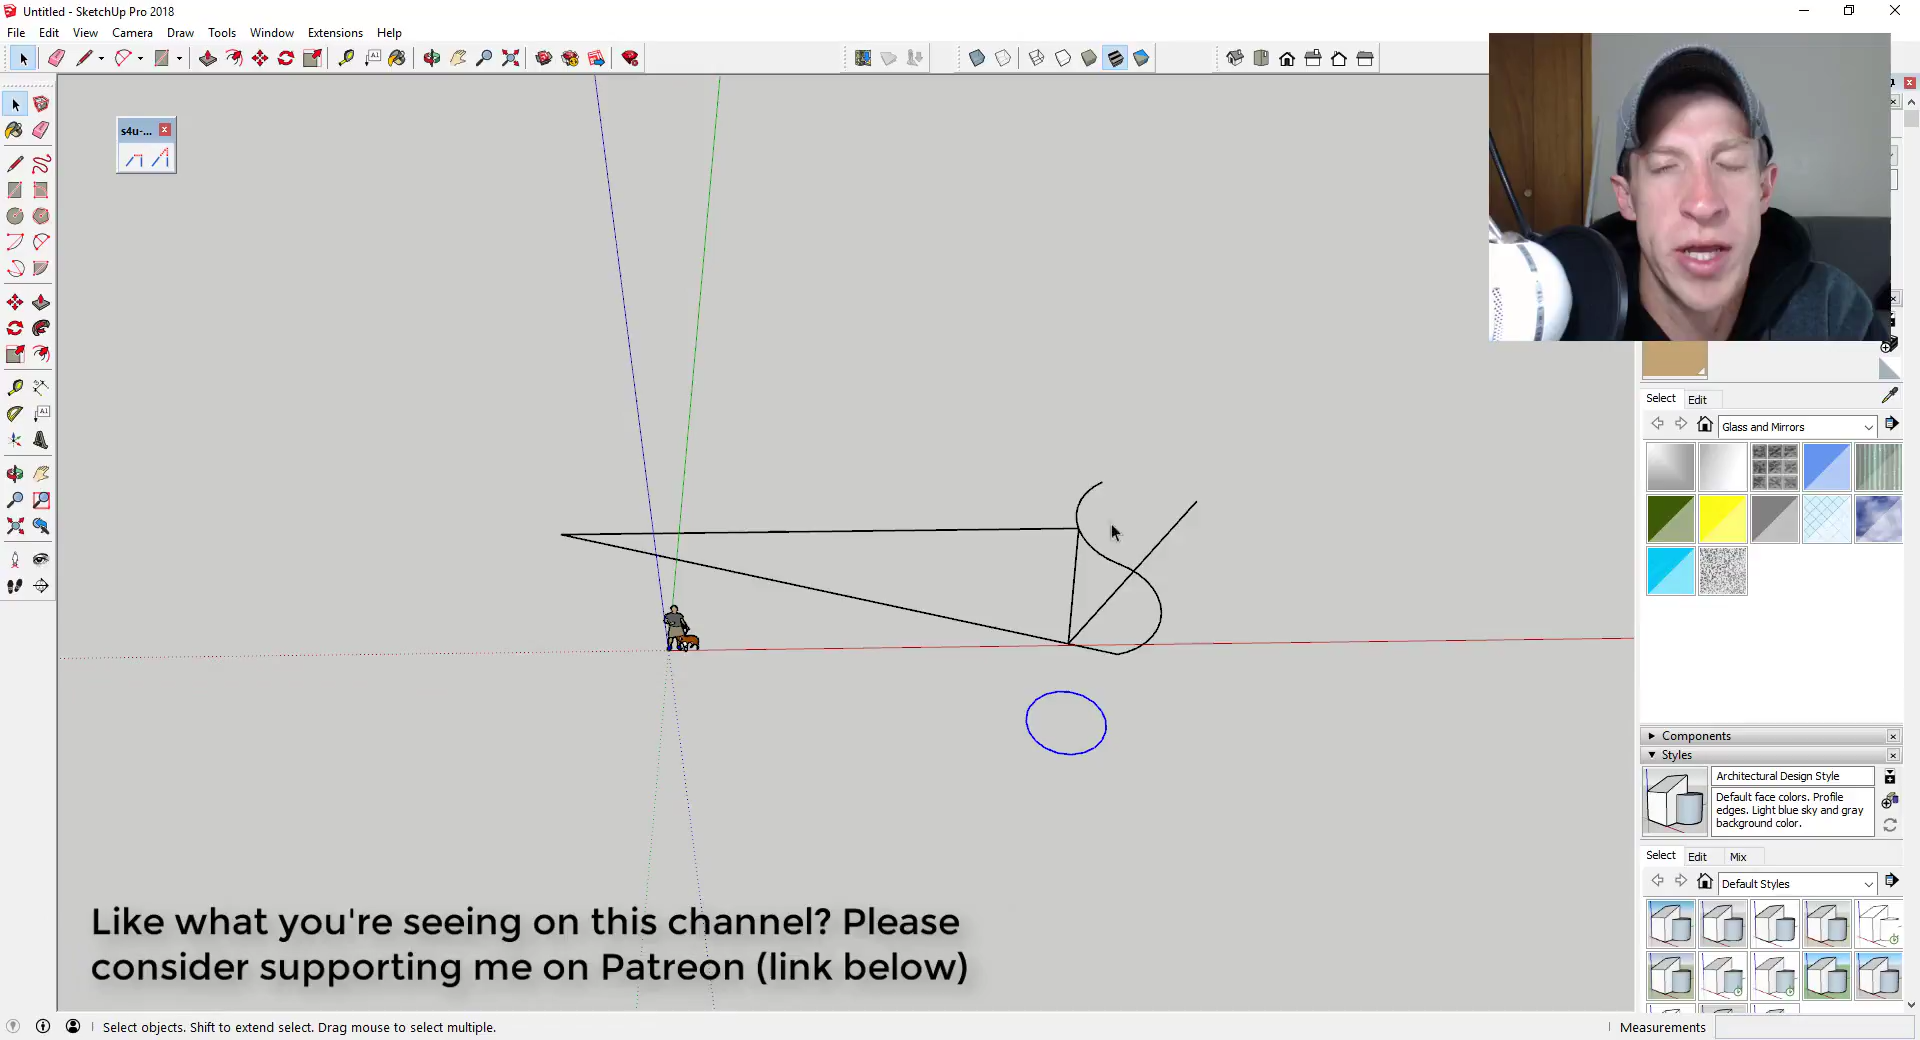 Untitled - SketchUp Pro 2018
File Edit View Camera Draw Tools Window Extensions Help
s4u-...
Select Edit
Glass and Mirrors
Components
Styles
Architectural Design Style
Default face colors. Profile
edges. Light blue sky and gray
background color.
Select Edit Mix
Default Styles
Like what you're seeing on this channel? Please
consider supporting me on Patreon (link below)
Select objects. Shift to extend select. Drag mouse to select multiple.
Measurements